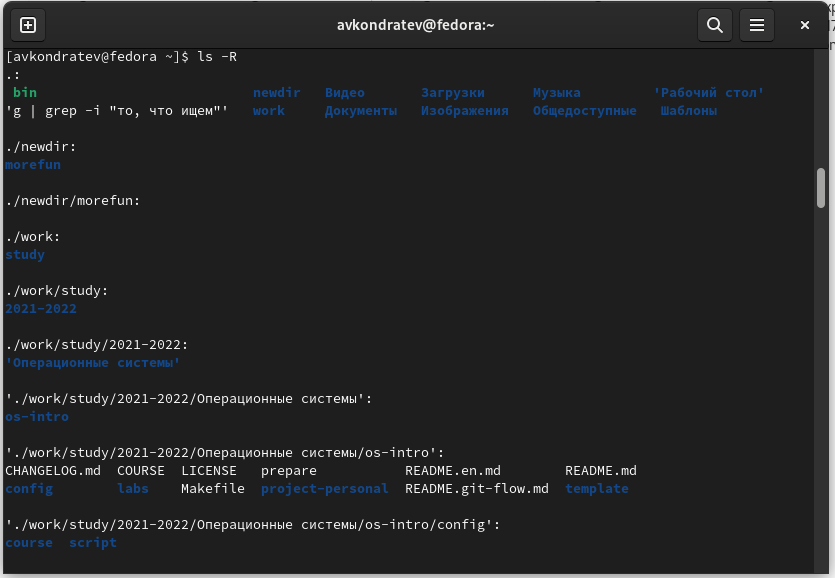 avkondratev@fedora:~
[avkondratev@fedora ~]$ ls -R
.:
bin newdir Видео Загрузки Музыка 'Рабочий стол'
'g | grep -i "то, что ищем"' work Документы Изображения Общедоступные Шаблоны
./newdir:
morefun
./newdir/morefun:
./work:
study
./work/study:
2021-2022
./work/study/2021-2022:
'Операционные системы'
'./work/study/2021-2022/Операционные системы':
os-intro
'./work/study/2021-2022/Операционные системы/os-intro':
CHANGELOG.md COURSE LICENSE prepare README.en.md README.md
config labs Makefile project-personal README.git-flow.md template
'./work/study/2021-2022/Операционные системы/os-intro/config':
course script